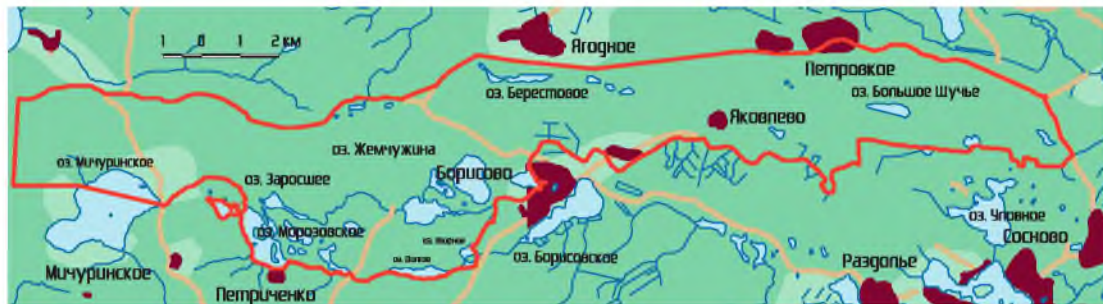 1 0 1 2 км
Ягодное
Петровкое
оз. Берестовое
оз. Большое Щучье
Яковлево
оз. Жемчужина
оз. Мичуринское
Борисово
оз. Заросшее
оз. Морозовское
оз. Уловное
Сосново
оз. Борисовское
Раздолье
Мичуринское
Петриченко